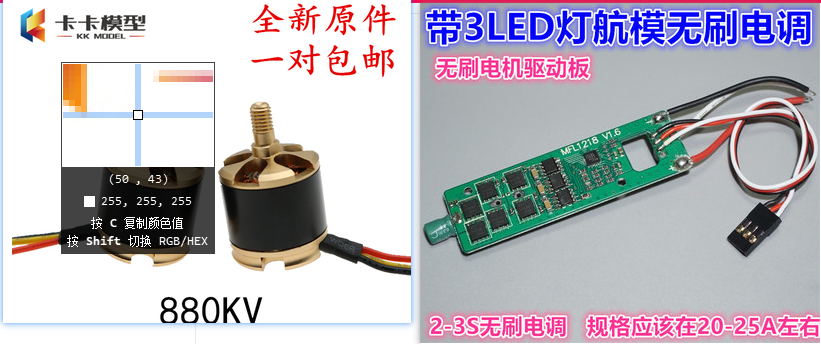 卡卡模型
KK MODEL
全新原件
一对包邮
(50 , 43)
255, 255, 255
按 C 复制颜色值
按 Shift 切换 RGB/HEX
880KV
带3LED灯航模无刷电调
无刷电机驱动板
MFL1218 V1.6
2-3S无刷电调 规格应该在20-25A左右